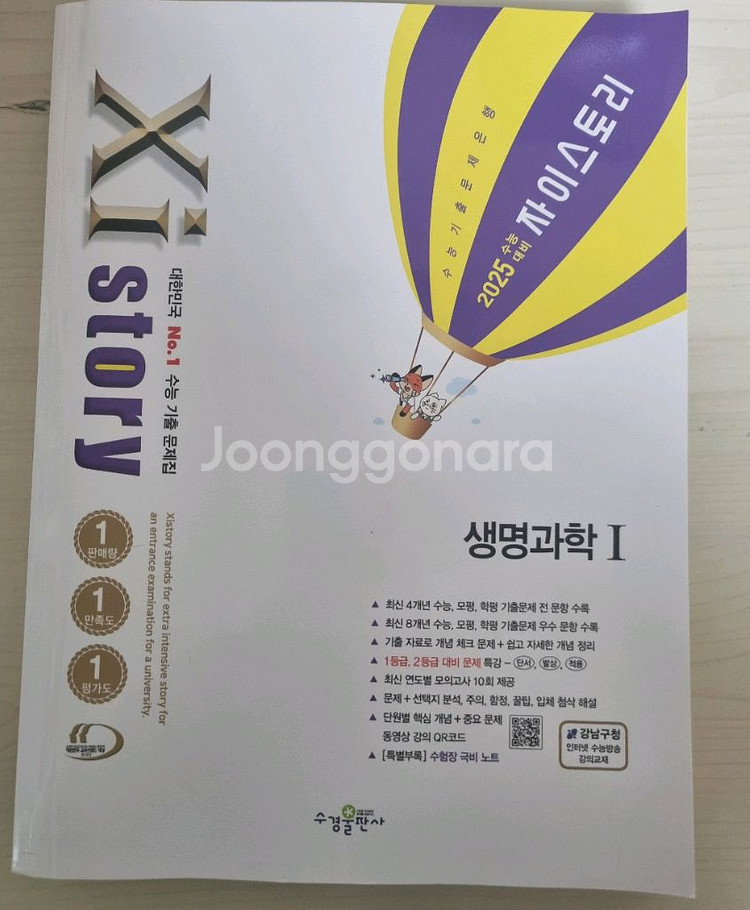 Xi
story
대한민국 No.1 수능 기출 문제집
Xistory stands for extra intensive story for
an entrance examination for a university.
수능기출문제은행
2025 수능 대비 자이스토리
Joonggonara
1
판매량
1
만족도
1
평가도
생명과학 I
▲ 최신 4개년 수능, 모평, 학평 기출문제 전 문항 수록
▲ 최신 8개년 수능, 모평, 학평 기출문제 우수 문항 수록
▲ 기출 자료로 개념 체크 문제 + 쉽고 자세한 개념 정리
▲ 1등급, 2등급 대비 문제 특강 - 단서, 발상, 적용
▲ 최신 연도별 모의고사 10회 제공
▲ 문제 + 선택지 분석, 주의, 함정, 꿀팁, 입체 첨삭 해설
▲ 단원별 핵심 개념 + 중요 문제
동영상 강의 QR코드
▲ [특별부록] 수험장 극비 노트
강남구청
인터넷 수능방송
강의교재
수경출판사